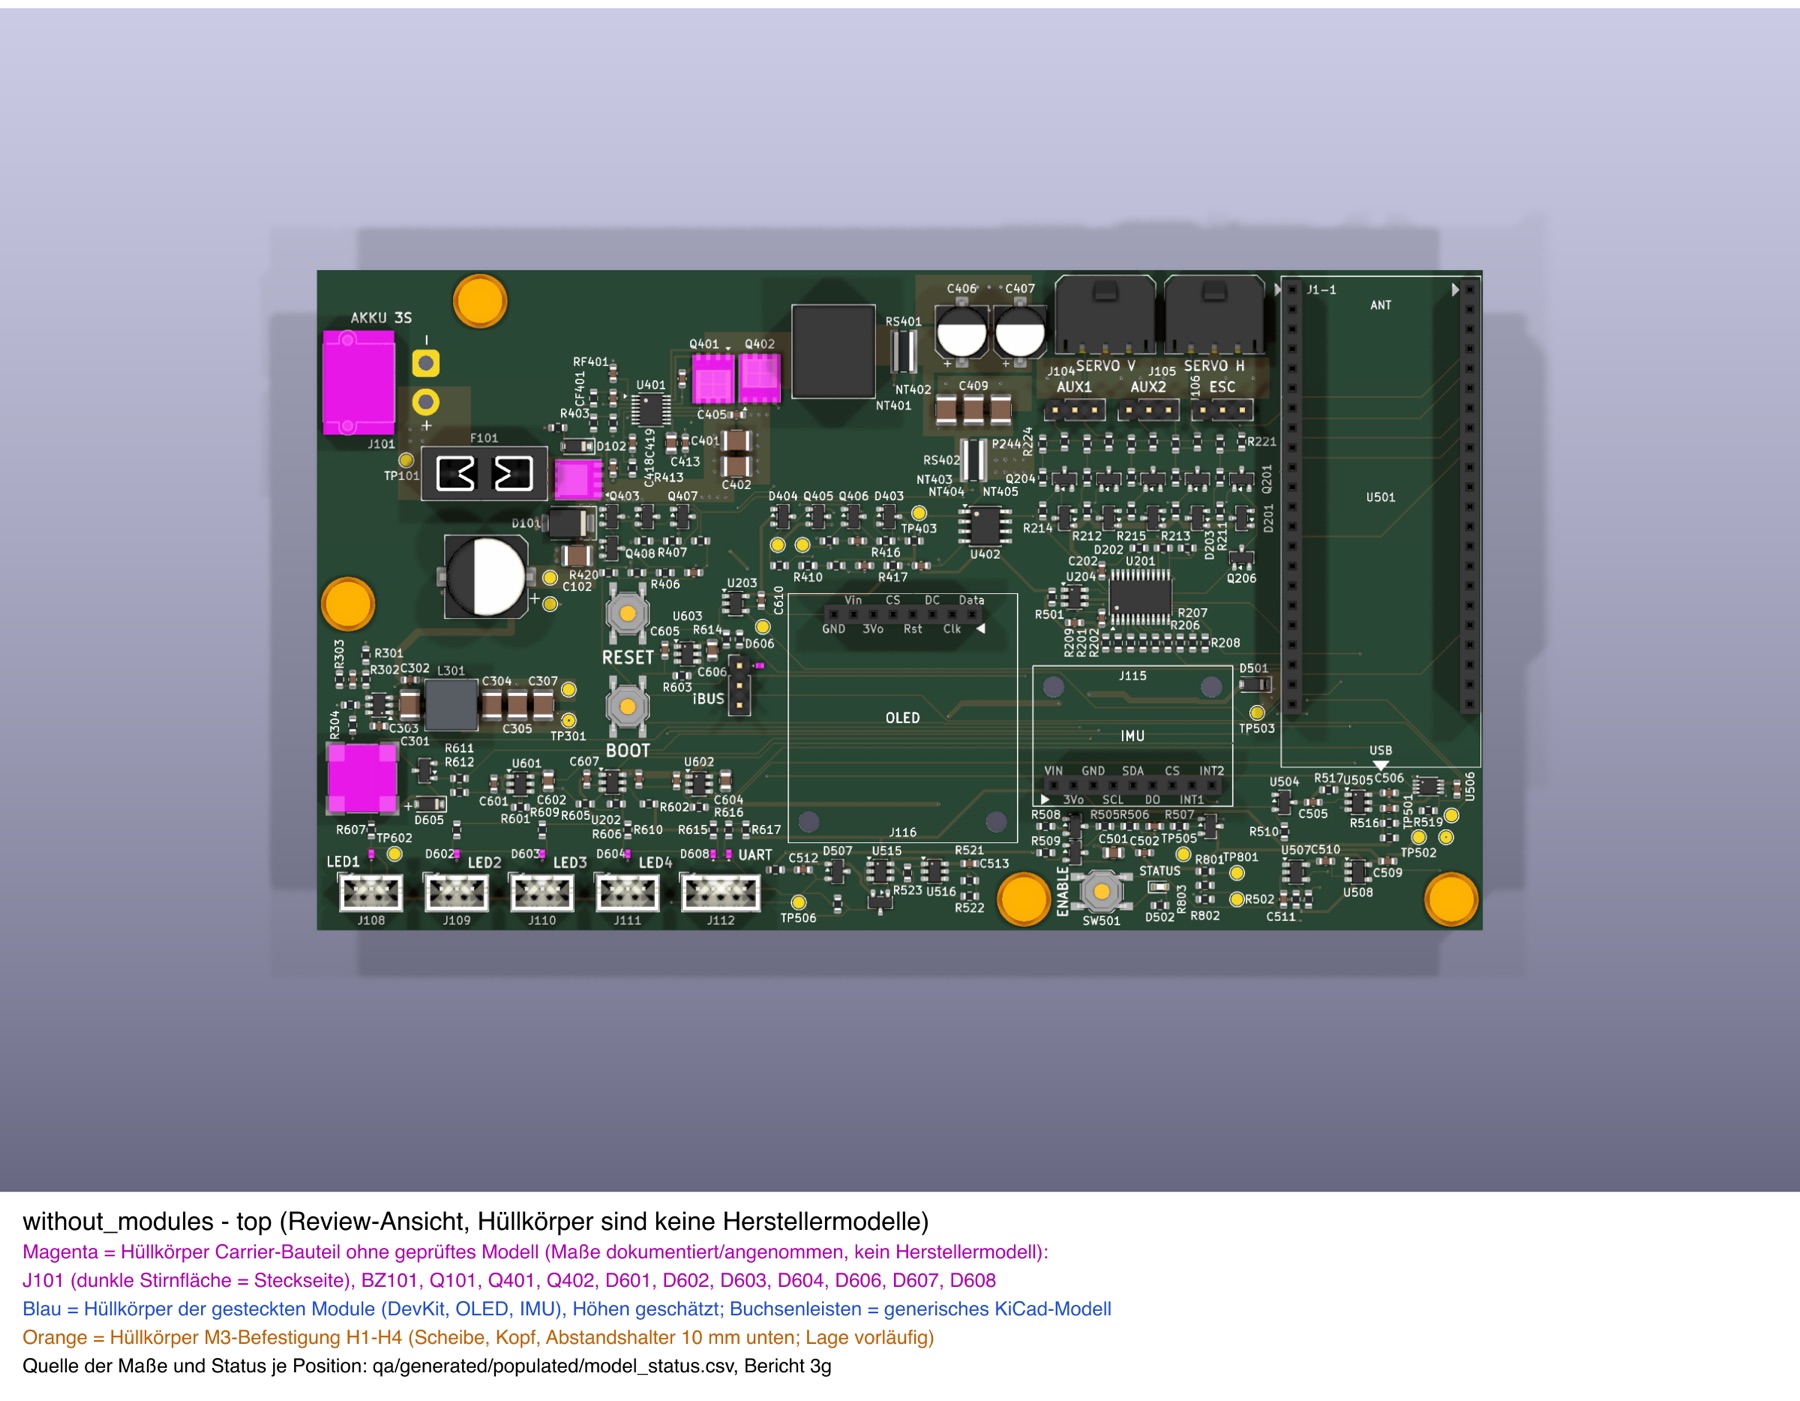 AKKU 3S
J101
TP101
F101
RF401
CF401
R403
U401
D102
C418
C419
R413
C413
Q401
Q402
C405
C401
C402
RS401
NT402
NT401
C406
C407
C409
RS402
NT403
NT404
NT405
P244
R224
Q204
J104
SERVO V
J105
SERVO H
AUX1
AUX2
J106
ESC
R221
Q201
D201
R214
R212
R215
R213
D203
R211
D202
Q206
J1-1
ANT
U501
USB
D101
Q403
Q407
Q408
R407
R420
C102
R406
D404
Q405
Q406
D403
TP403
R416
R410
R417
U402
U203
C610
C202
U204
U201
R501
R209
R201
R202
R207
R206
R208
RESET
U603
C605
R614
D606
C606
R603
iBUS
BOOT
Vin
CS
DC
Data
GND
3Vo
Rst
Clk
OLED
J116
J115
IMU
VIN
GND
SDA
CS
INT2
3Vo
SCL
DO
INT1
D501
TP503
R303
R301
R302
C302
L301
C304
C307
C303
C301
C305
TP301
R304
R611
R612
U601
C607
U602
C601
C602
R601
R609
R605
U202
R606
R602
C604
R616
D605
R607
TP602
R610
R615
R617
LED1
D602
LED2
D603
LED3
D604
LED4
D608
UART
J108
J109
J110
J111
J112
C512
D507
U515
R521
C513
R523
U516
R522
TP506
R508
R505
R506
R507
R509
C501
C502
TP505
ENABLE
SW501
STATUS
D502
R803
R801
TP801
R502
R802
U504
R517
U505
C506
U506
C505
R516
TP501
R519
R510
TP502
U507
C510
C509
U508
C511
without_modules - top (Review-Ansicht, Hüllkörper sind keine Herstellermodelle)
Magenta = Hüllkörper Carrier-Bauteil ohne geprüftes Modell (Maße dokumentiert/angenommen, kein Herstellermodell):
J101 (dunkle Stirnfläche = Steckseite), BZ101, Q101, Q401, Q402, D601, D602, D603, D604, D606, D607, D608
Blau = Hüllkörper der gesteckten Module (DevKit, OLED, IMU), Höhen geschätzt; Buchsenleisten = generisches KiCad-Modell
Orange = Hüllkörper M3-Befestigung H1-H4 (Scheibe, Kopf, Abstandshalter 10 mm unten; Lage vorläufig)
Quelle der Maße und Status je Position: qa/generated/populated/model_status.csv, Bericht 3g